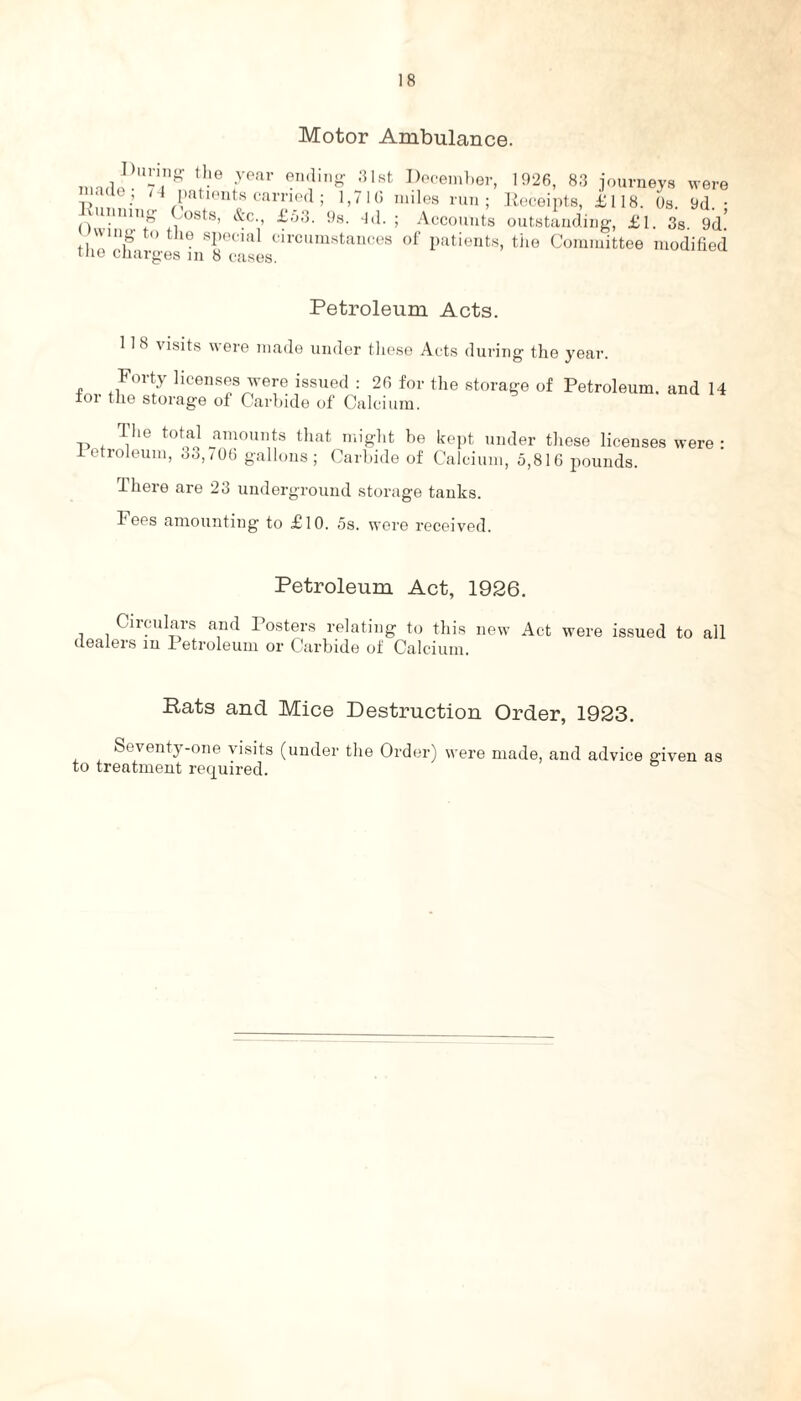 18
Motor Ambulance.
During the year ending 31st December, 1926, 83 journeys were
made; 74 patients carried; 1,716 miles run; Receipts, £118. 0s. 9d.;
Running Costs, &c., £53. 9s. 4d.; Accounts outstanding, £1. 3s. 9d.
Owing to the special circumstances of patients, the Committee modified
the charges in 8 cases.
Petroleum Acts.
118 visits were made under these Acts during the year.
Forty licenses were issued: 26 for the storage of Petroleum. and 14
for the storage of Carbide of Calcium.
The total amounts that might be kept under these licenses were:
Petroleum, 33,706 gallons; Carbide of Calcium, 5,816 pounds.
There are 23 underground storage tanks.
Fees amounting to £10. 5s. were received.
Petroleum Act, 1926.
Circulars and Posters relating to this new Act were issued to all
dealers in Petroleum or Carbide of Calcium.
Rats and Mice Destruction Order, 1923.
Seventy-one visits (under the Order) were made, and advice given as
to treatment required.